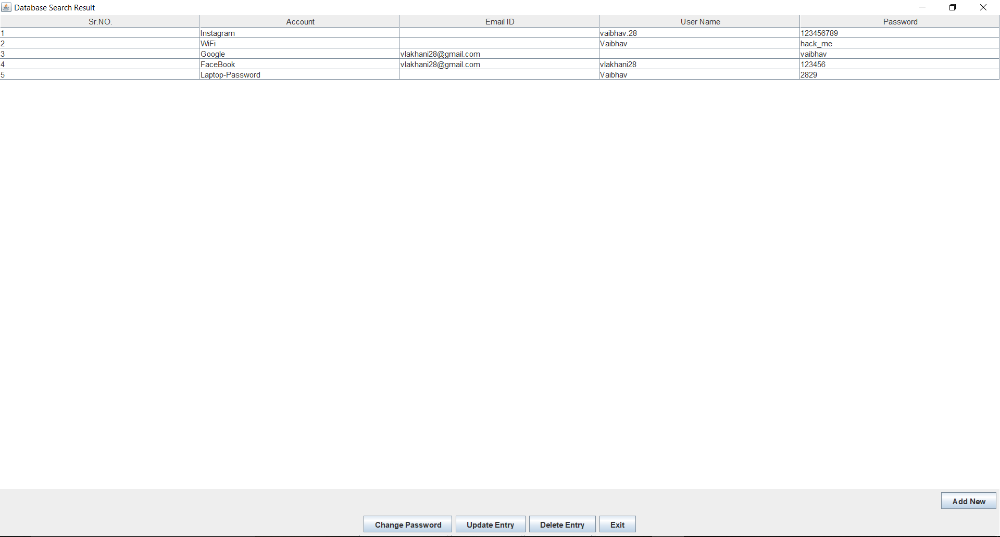 Database Search Result
Sr.NO. Account Email ID User Name Password
1 Instagram vaibhav.28 123456789
2 WiFi Vaibhav hack_me
3 Google vlakhani28@gmail.com vaibhav
4 FaceBook vlakhani28@gmail.com vlakhani28 123456
5 Laptop-Password Vaibhav 2829
Add New
Change Password Update Entry Delete Entry Exit